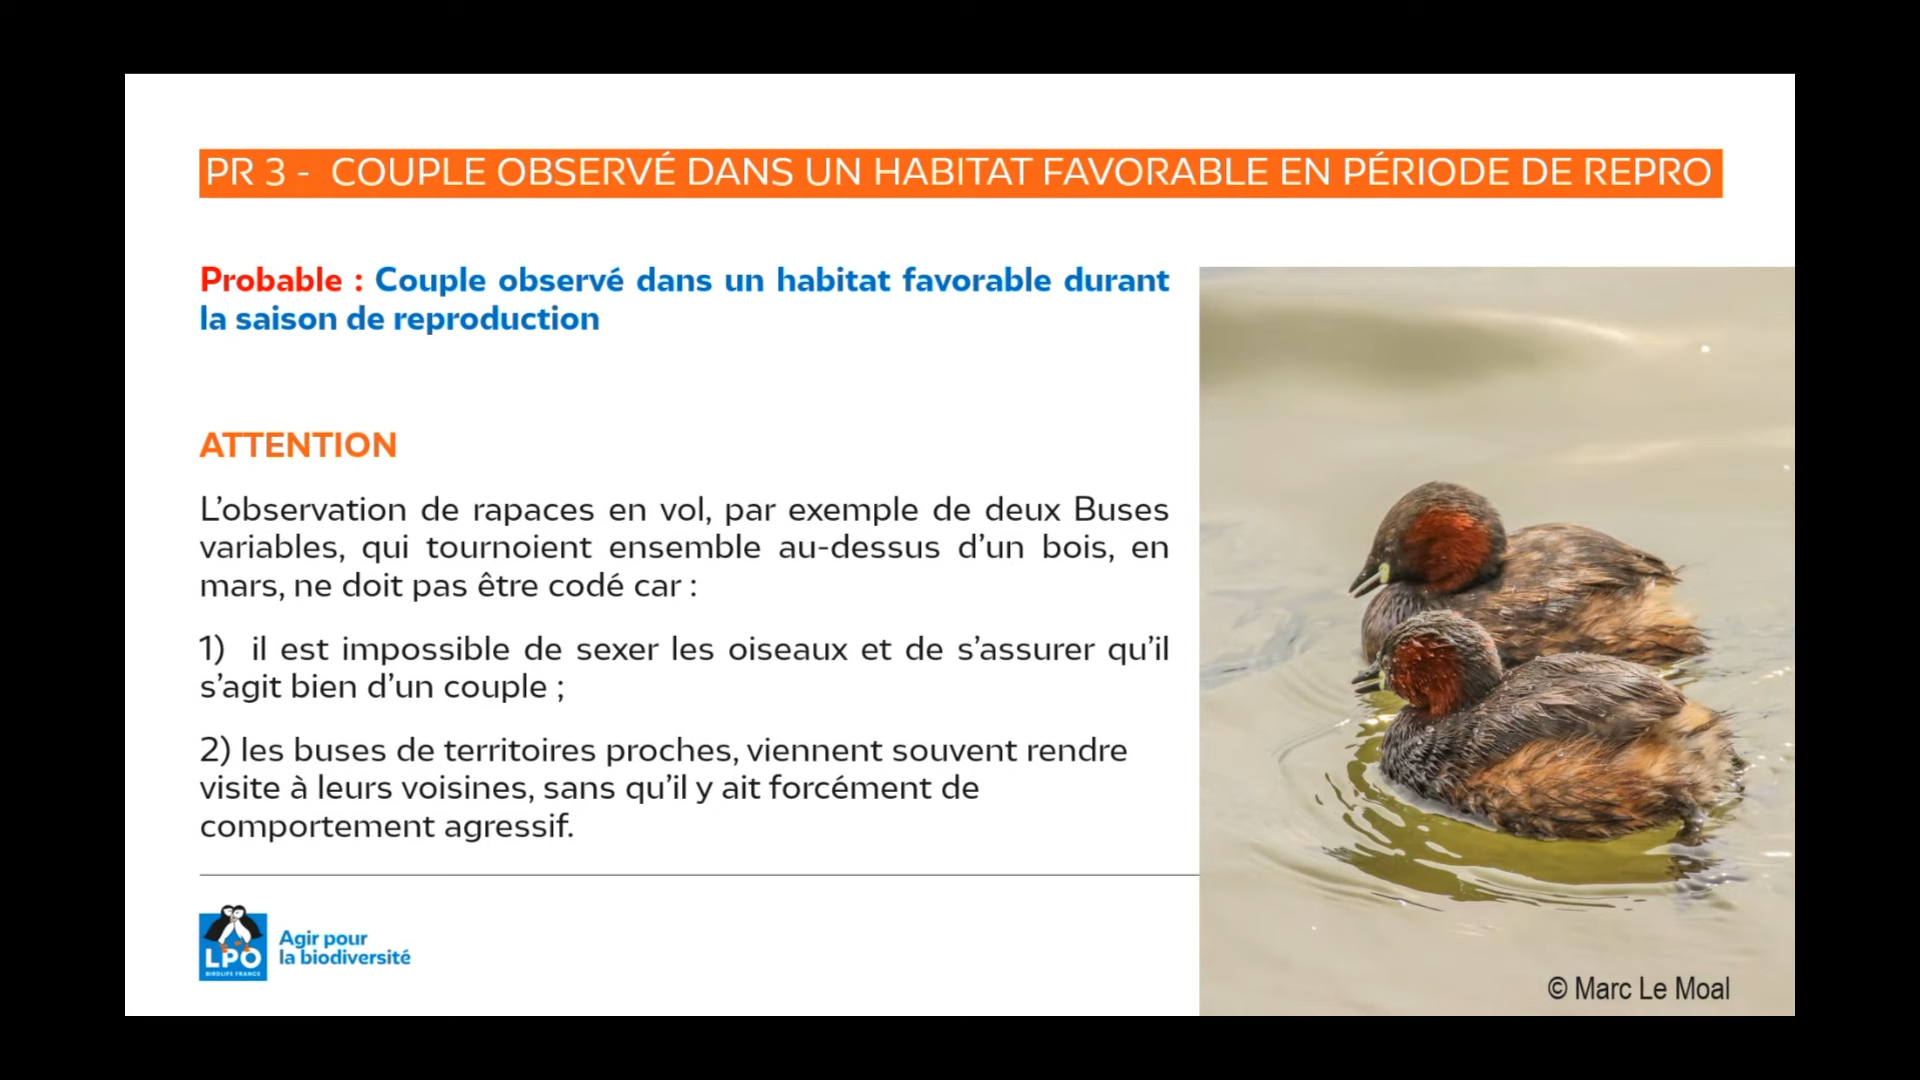 PR 3 - COUPLE OBSERVÉ DANS UN HABITAT FAVORABLE EN PÉRIODE DE REPRO
Probable : Couple observé dans un habitat favorable durant
la saison de reproduction
ATTENTION
L’observation de rapaces en vol, par exemple de deux Buses
variables, qui tournoient ensemble au-dessus d’un bois, en
mars, ne doit pas être codé car :
1) il est impossible de sexer les oiseaux et de s’assurer qu’il
s’agit bien d’un couple ;
2) les buses de territoires proches, viennent souvent rendre
visite à leurs voisines, sans qu’il y ait forcément de
comportement agressif.
LPO
BIRDLIFE FRANCE
Agir pour
la biodiversité
© Marc Le Moal